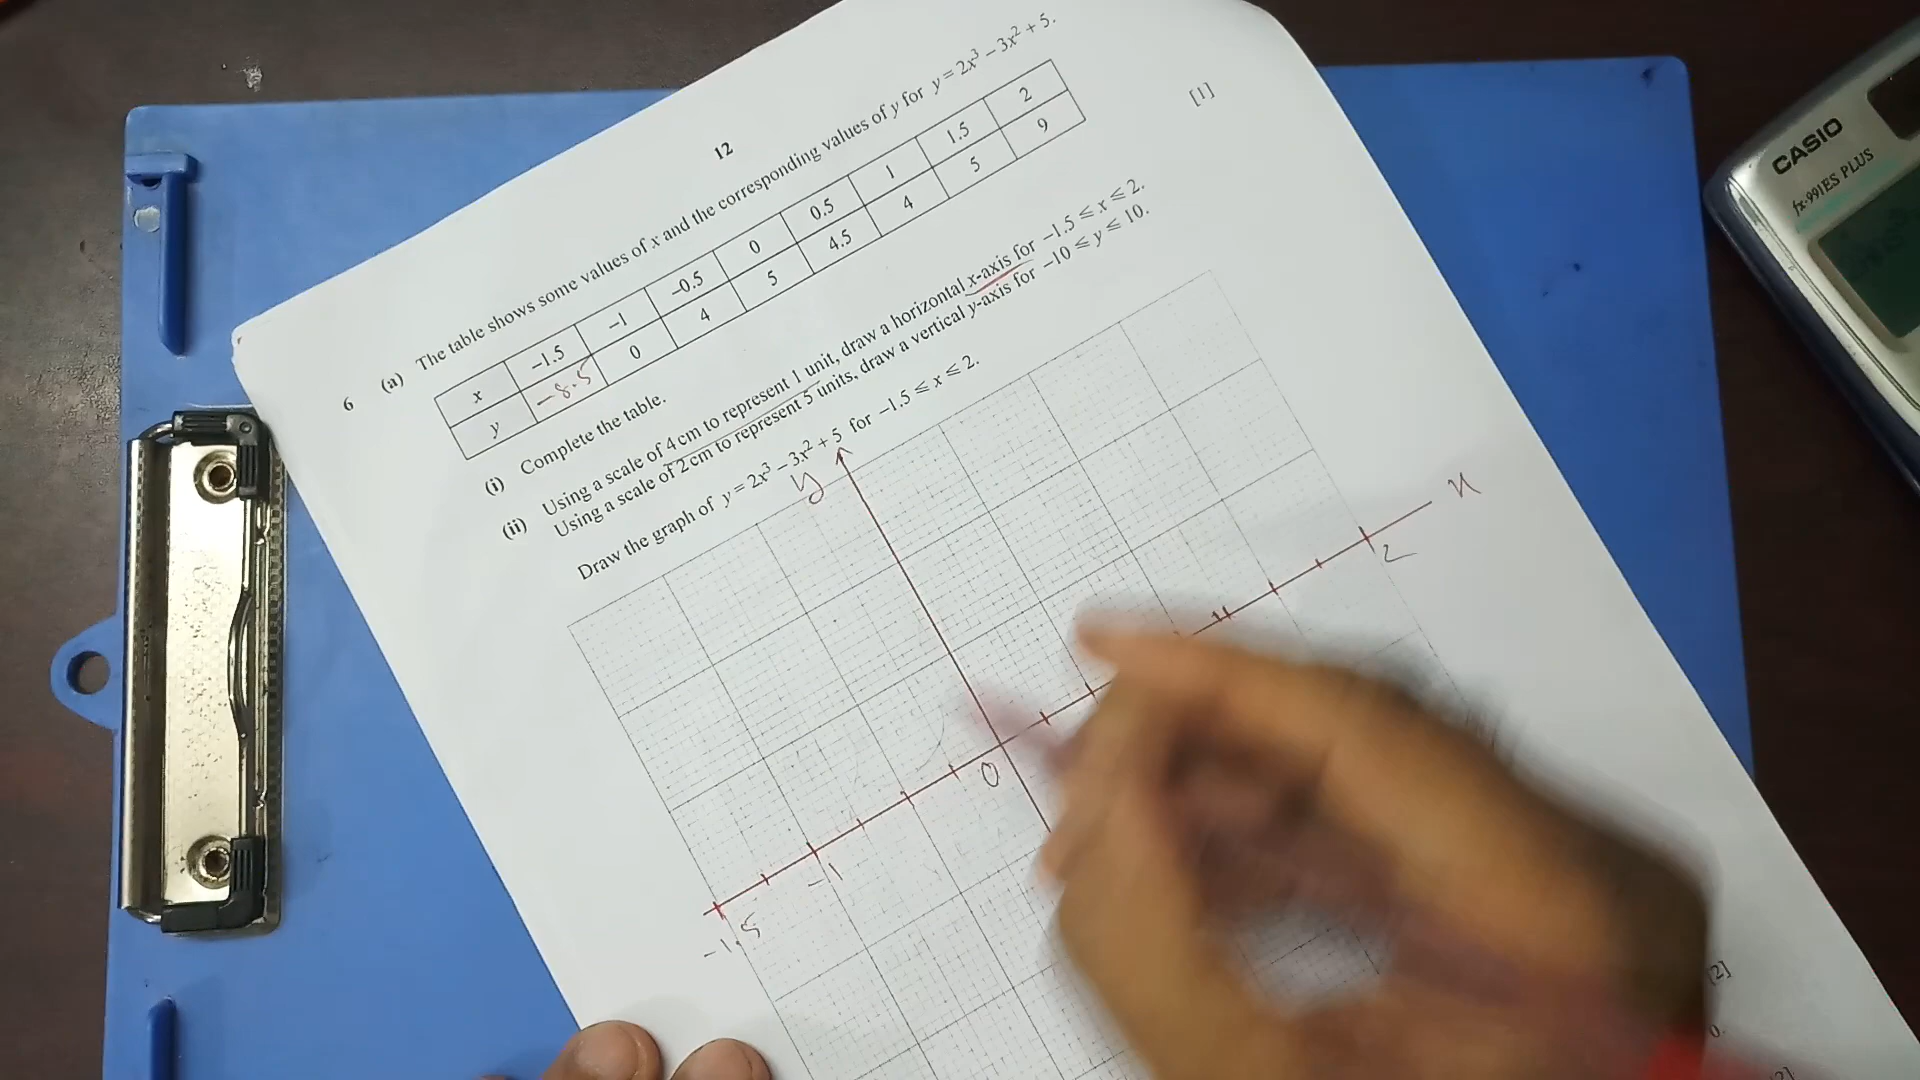 12
6 (a) The table shows some values of x and the corresponding values of y for y = 2x³ − 3x² + 5.
x −1.5 −1 −0.5 0 0.5 1 1.5 2
y −8.5 0 4 5 4.5 4 5 9
(i) Complete the table. [1]
(ii) Using a scale of 4 cm to represent 1 unit, draw a horizontal x-axis for −1.5 ≤ x ≤ 2.
Using a scale of 2 cm to represent 5 units, draw a vertical y-axis for −10 ≤ y ≤ 10.
Draw the graph of y = 2x³ − 3x² + 5 for −1.5 ≤ x ≤ 2.
y
x
2
0
−1
−1.5
[2]
0.
CASIO
fx-991ES PLUS